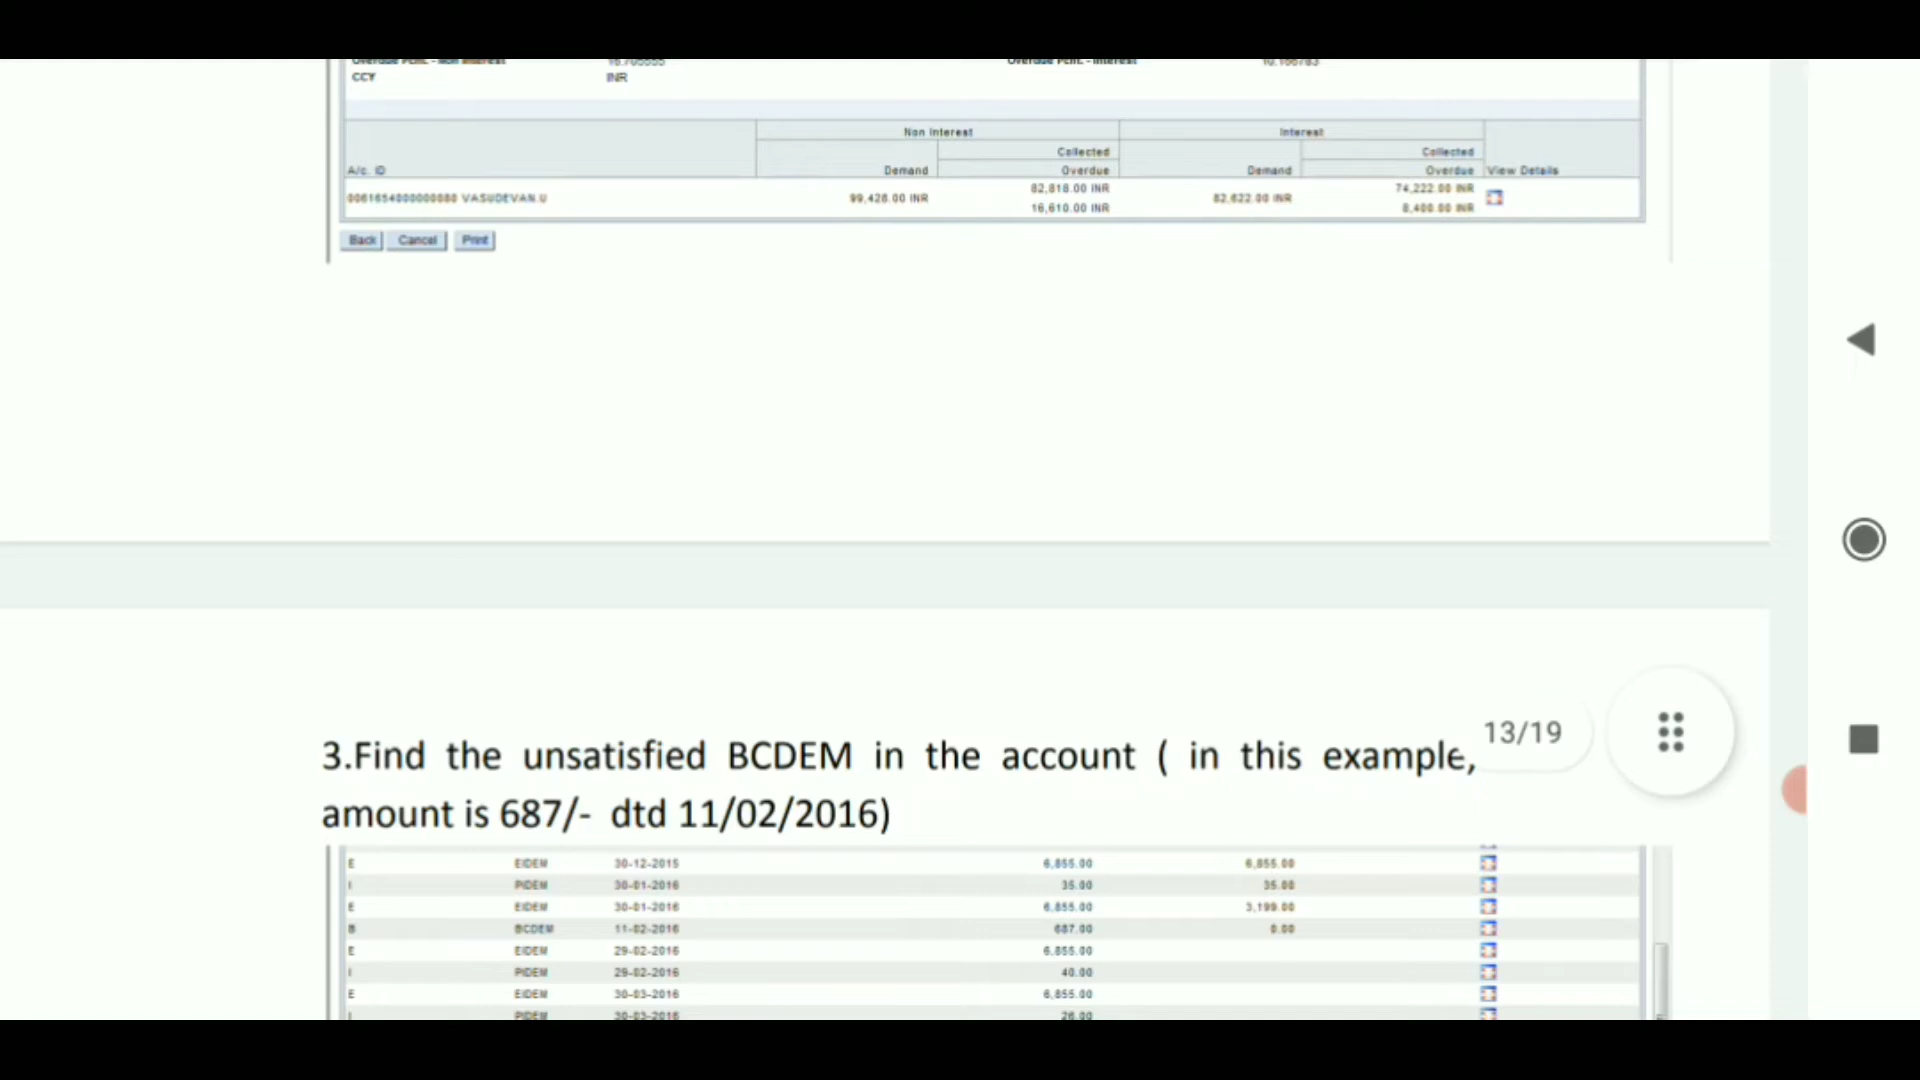 CCY INR
Non Interest Interest
Collected Collected
A/c. ID Demand Overdue Demand Overdue View Details
82,818.00 INR 74,222.00 INR
VASUDEVAN.U 99,428.00 INR 82,622.00 INR
16,610.00 INR 8,400.00 INR
Back Cancel Print
13/19
3.Find the unsatisfied BCDEM in the account ( in this example,
amount is 687/- dtd 11/02/2016)
E EIDEM 30-12-2015 6,855.00 6,855.00
I PIDEM 30-01-2016 35.00 35.00
E EIDEM 30-01-2016 6,855.00 3,199.00
B BCDEM 11-02-2016 687.00 0.00
E EIDEM 29-02-2016 6,855.00
I PIDEM 29-02-2016 40.00
E EIDEM 30-03-2016 6,855.00
I PIDEM 30-03-2016 26.00